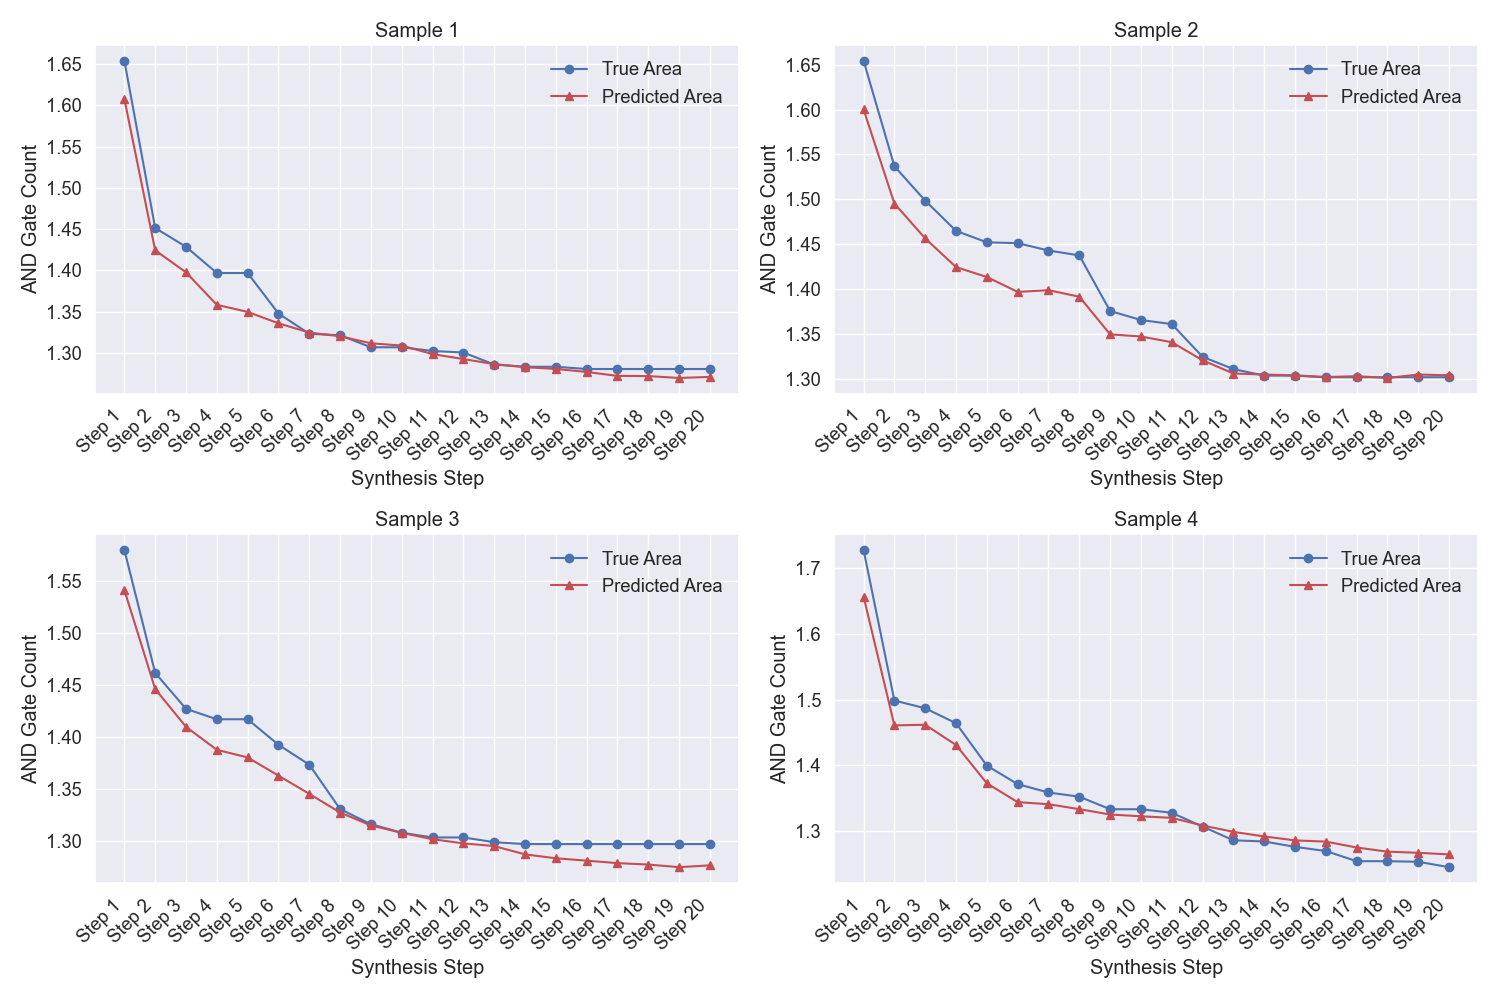 Sample 1
AND Gate Count
1.65
1.60
1.55
1.50
1.45
1.40
1.35
1.30
True Area
Predicted Area
Step 1
Step 2
Step 3
Step 4
Step 5
Step 6
Step 7
Step 8
Step 9
Step 10
Step 11
Step 12
Step 13
Step 14
Step 15
Step 16
Step 17
Step 18
Step 19
Step 20
Synthesis Step
Sample 2
AND Gate Count
1.65
1.60
1.55
1.50
1.45
1.40
1.35
1.30
True Area
Predicted Area
Step 1
Step 2
Step 3
Step 4
Step 5
Step 6
Step 7
Step 8
Step 9
Step 10
Step 11
Step 12
Step 13
Step 14
Step 15
Step 16
Step 17
Step 18
Step 19
Step 20
Synthesis Step
Sample 3
AND Gate Count
1.55
1.50
1.45
1.40
1.35
1.30
True Area
Predicted Area
Step 1
Step 2
Step 3
Step 4
Step 5
Step 6
Step 7
Step 8
Step 9
Step 10
Step 11
Step 12
Step 13
Step 14
Step 15
Step 16
Step 17
Step 18
Step 19
Step 20
Synthesis Step
Sample 4
AND Gate Count
1.7
1.6
1.5
1.4
1.3
True Area
Predicted Area
Step 1
Step 2
Step 3
Step 4
Step 5
Step 6
Step 7
Step 8
Step 9
Step 10
Step 11
Step 12
Step 13
Step 14
Step 15
Step 16
Step 17
Step 18
Step 19
Step 20
Synthesis Step